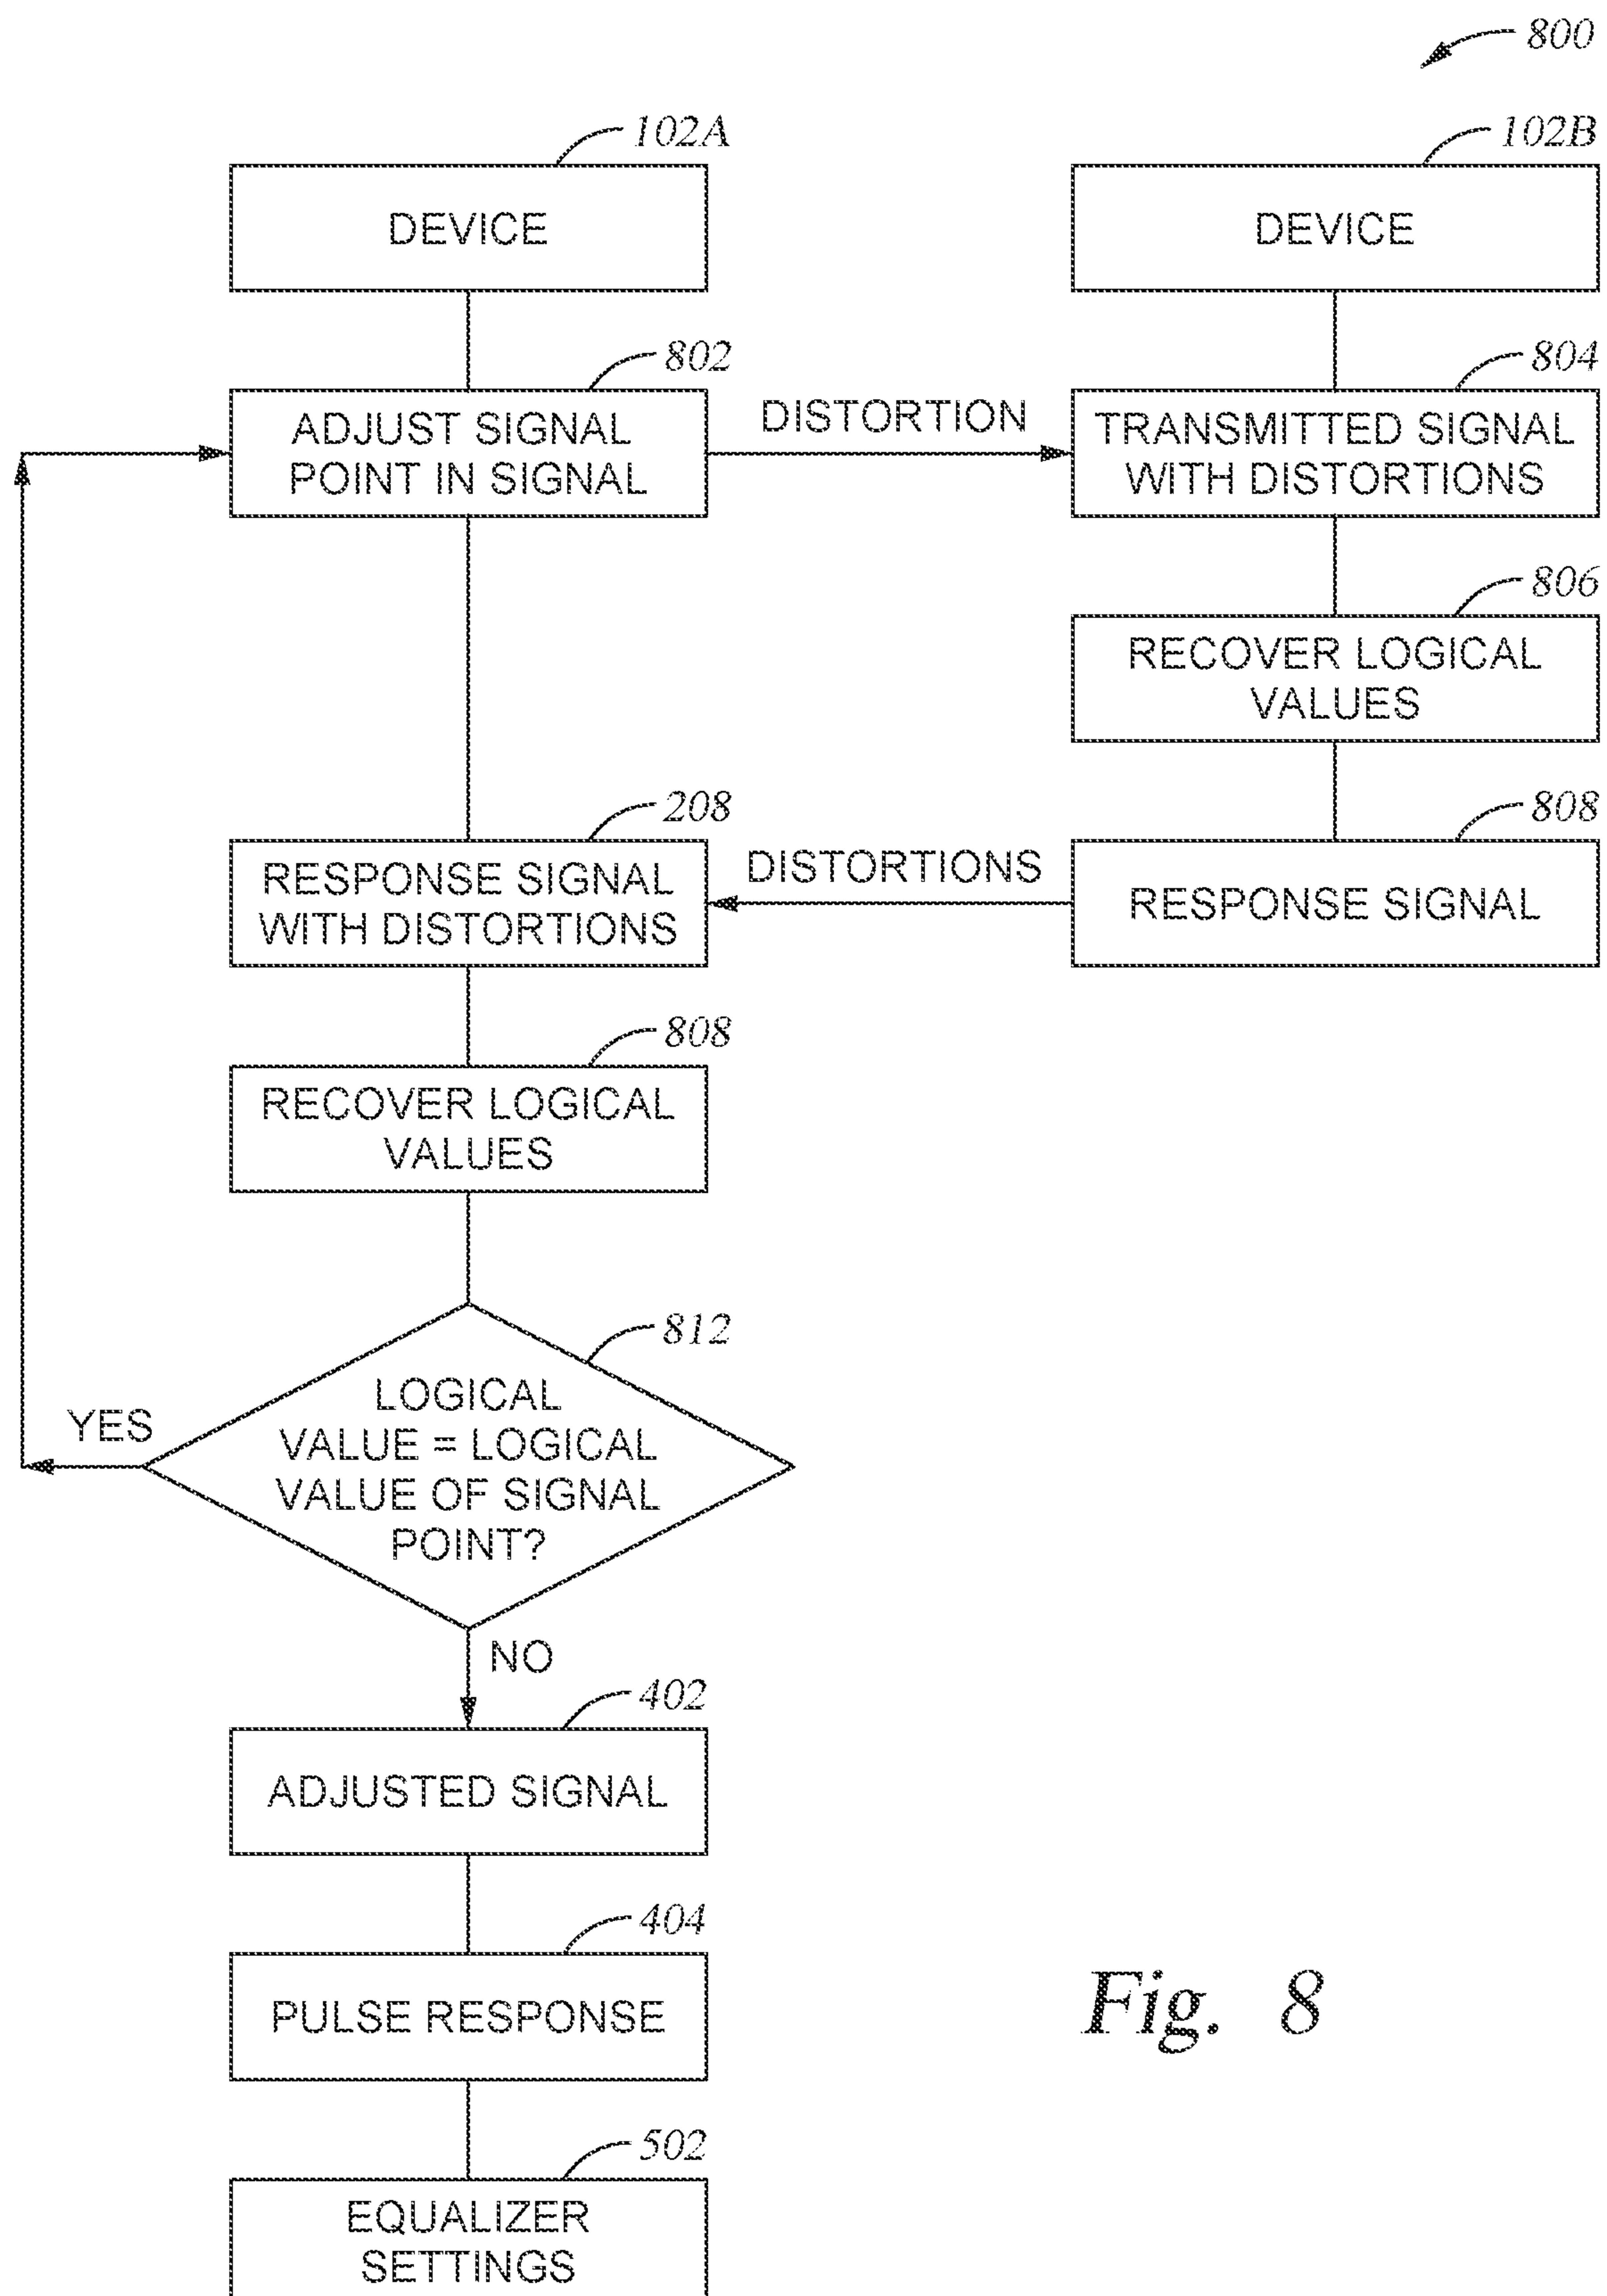 800
102A
102B
DEVICE
DEVICE
802
804
ADJUST SIGNAL
POINT IN SIGNAL
DISTORTION
TRANSMITTED SIGNAL
WITH DISTORTIONS
806
RECOVER LOGICAL
VALUES
208
808
RESPONSE SIGNAL
WITH DISTORTIONS
DISTORTIONS
RESPONSE SIGNAL
808
RECOVER LOGICAL
VALUES
812
LOGICAL
VALUE = LOGICAL
VALUE OF SIGNAL
POINT?
YES
NO
402
ADJUSTED SIGNAL
404
PULSE RESPONSE
502
EQUALIZER
SETTINGS
Fig. 8